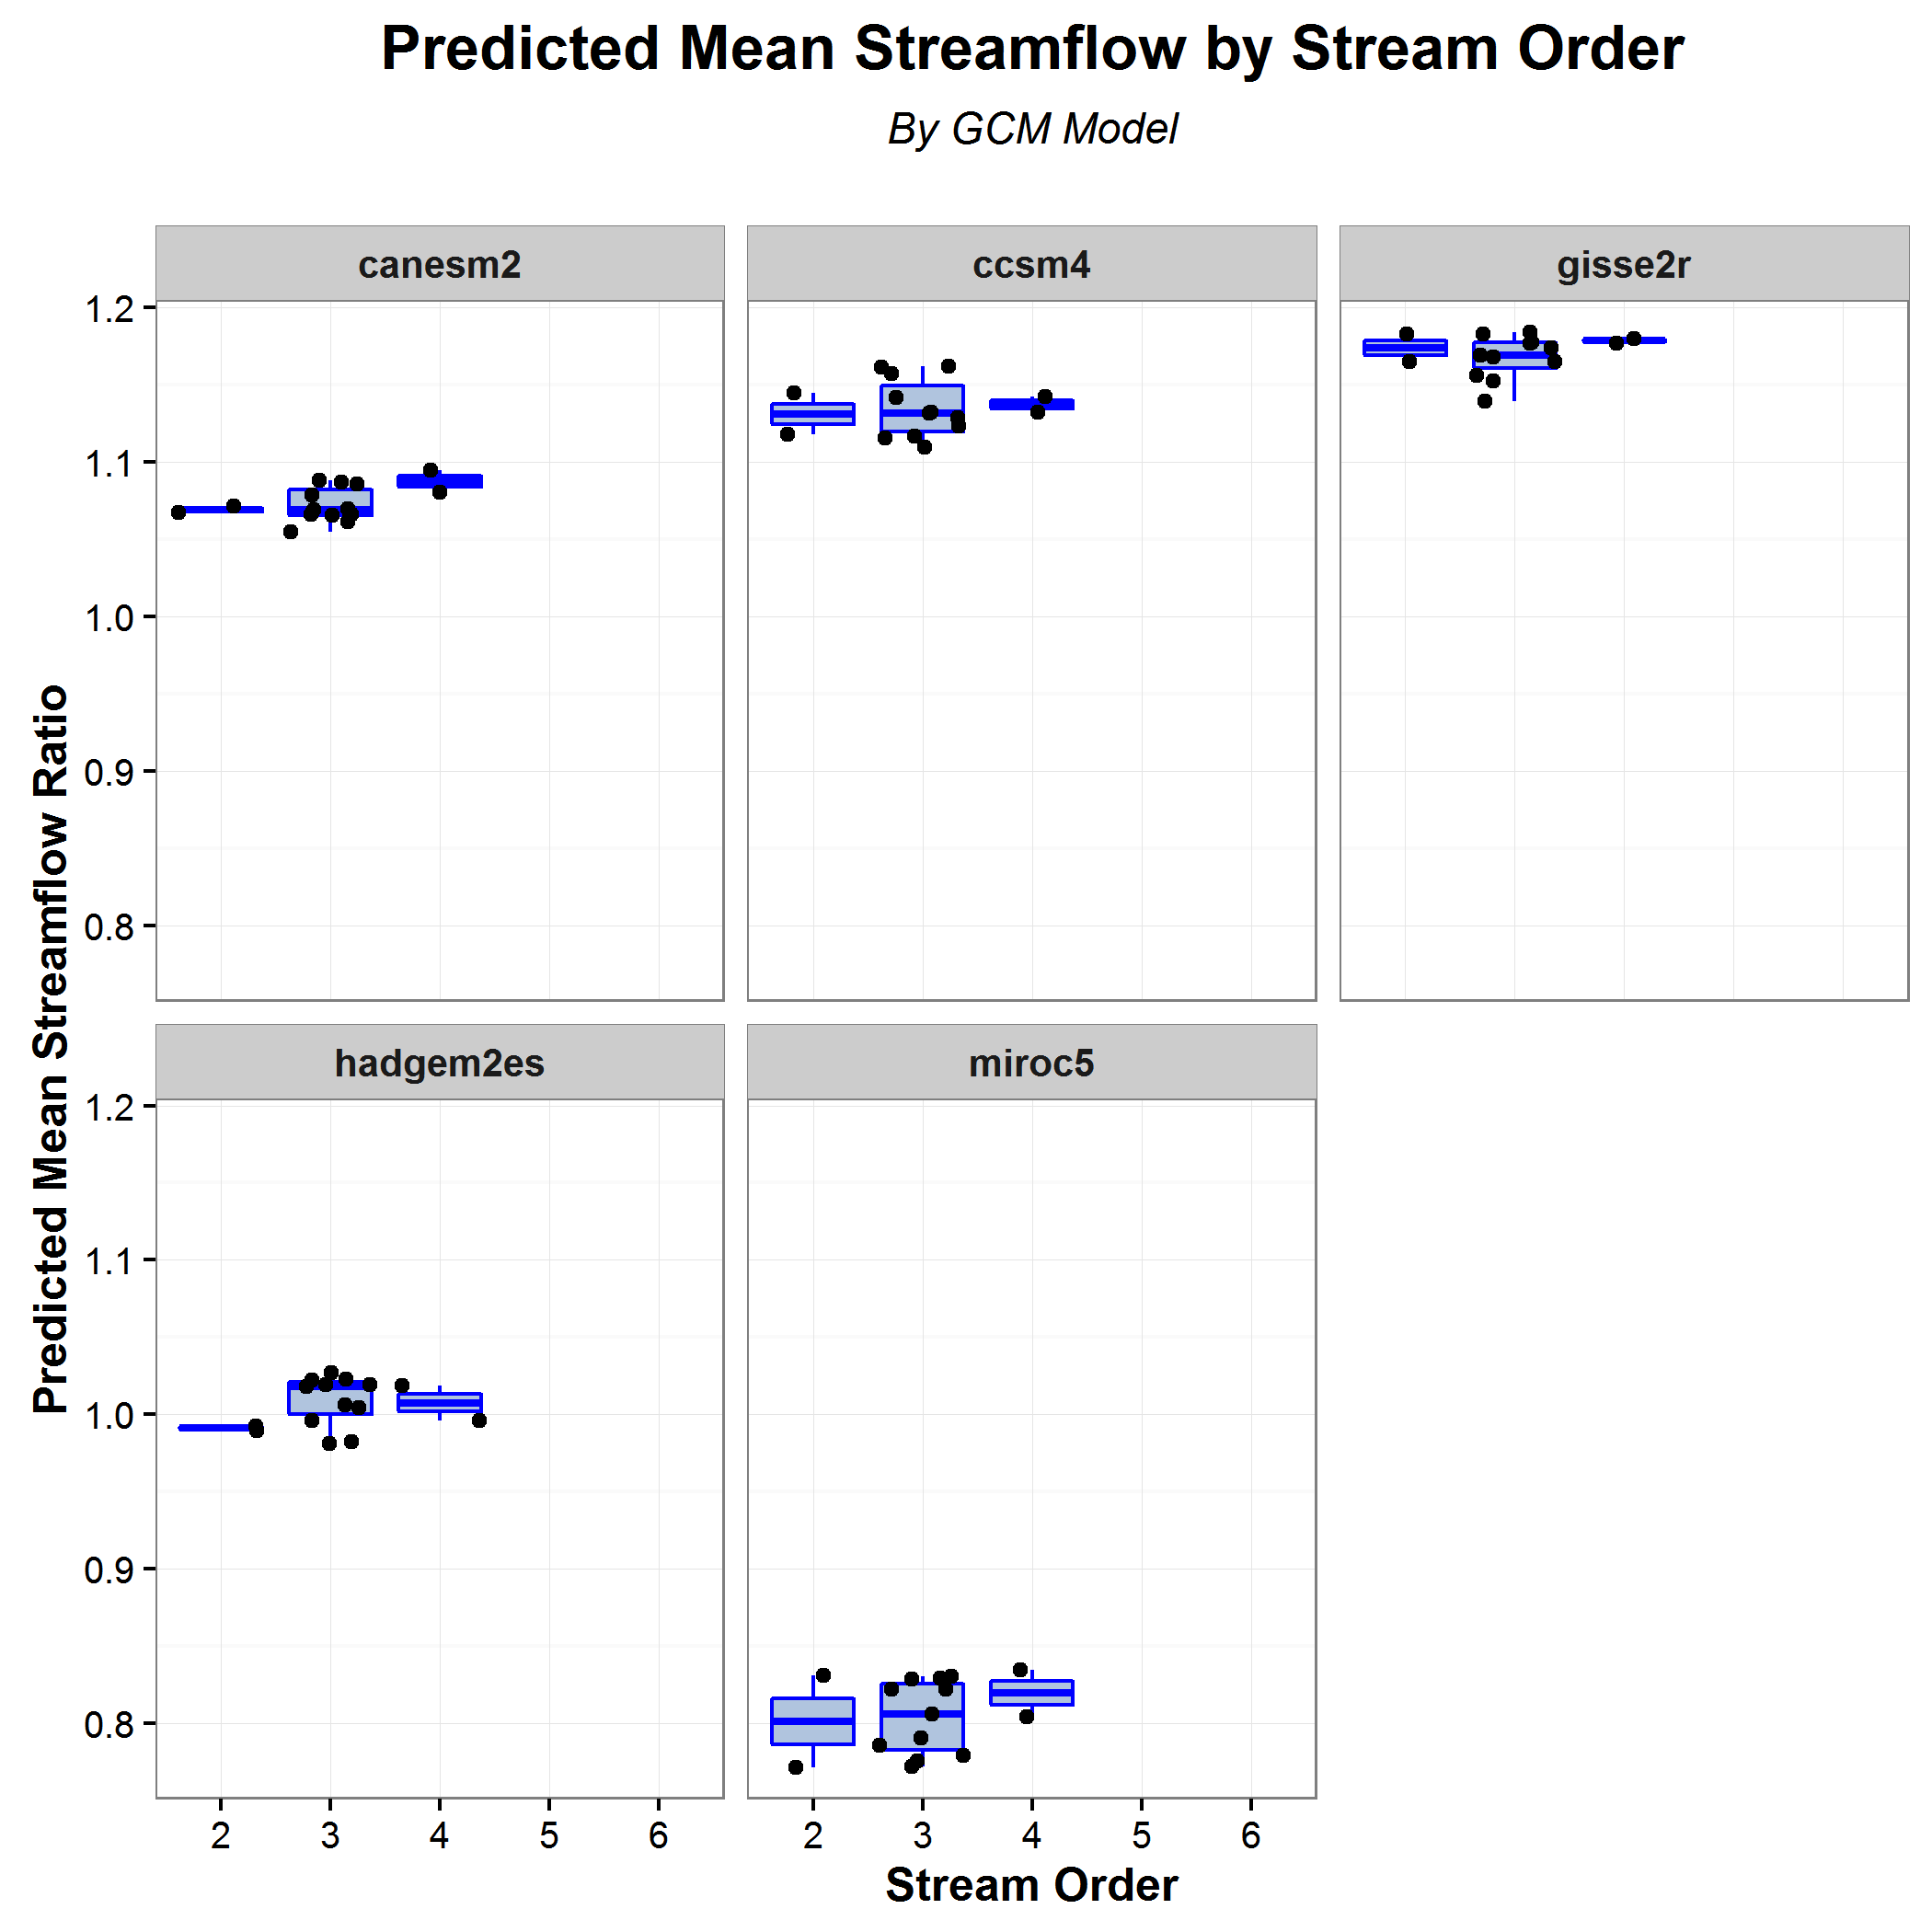 Predicted Mean Streamflow by Stream Order
By GCM Model
canesm2
ccsm4
gisse2r
1.2
1.1
1.0
0.9
0.8
Predicted Mean Streamflow Ratio
hadgem2es
miroc5
1.2
1.1
1.0
0.9
0.8
2 3 4 5 6
2 3 4 5 6
Stream Order